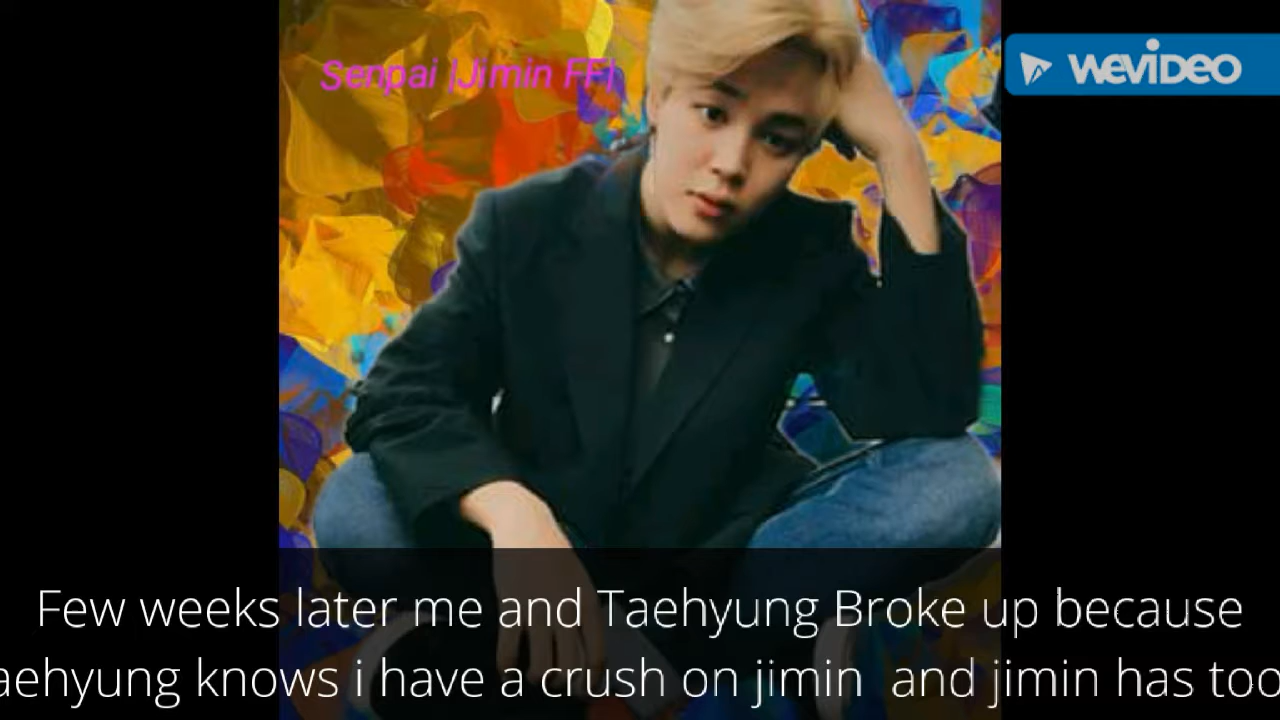 Senpai |Jimin FF|
WEVIDEO
Few weeks later me and Taehyung Broke up because
aehyung knows i have a crush on jimin and jimin has too